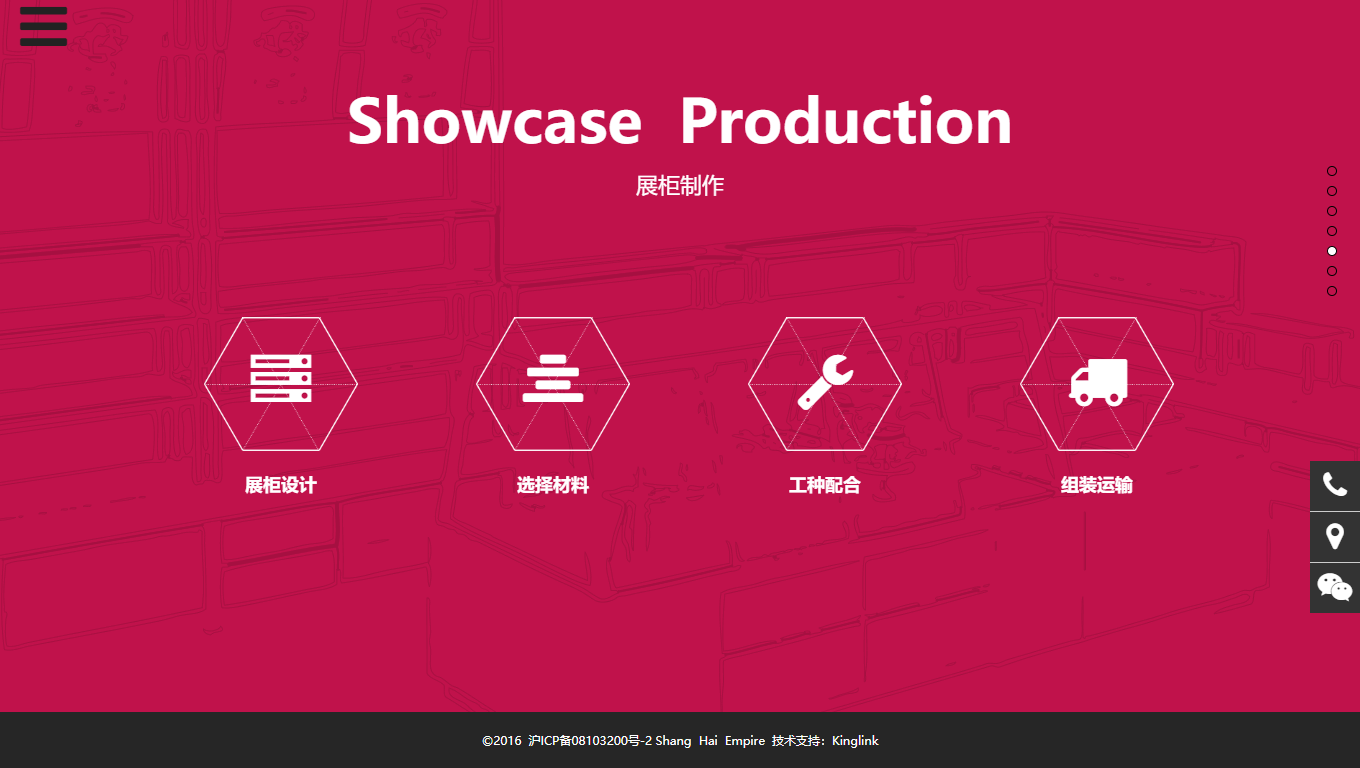 Showcase Production
展柜制作
展柜设计
选择材料
工种配合
组装运输
©2016 沪ICP备08103200号-2 Shang Hai Empire 技术支持：Kinglink